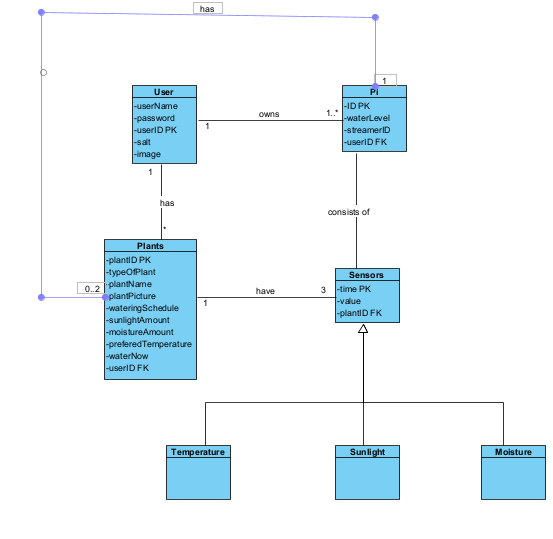 has
1
User
-userName
-password
-userID PK
-salt
-image
owns
1
1..*
Pi
-ID PK
-waterLevel
-streamerID
-userID FK
1
has
*
consists of
Plants
-plantID PK
-typeOfPlant
-plantName
-plantPicture
-wateringSchedule
-sunlightAmount
-moistureAmount
-preferedTemperature
-waterNow
-userID FK
0..2
1
have
3
Sensors
-time PK
-value
-plantID FK
Temperature
Sunlight
Moisture